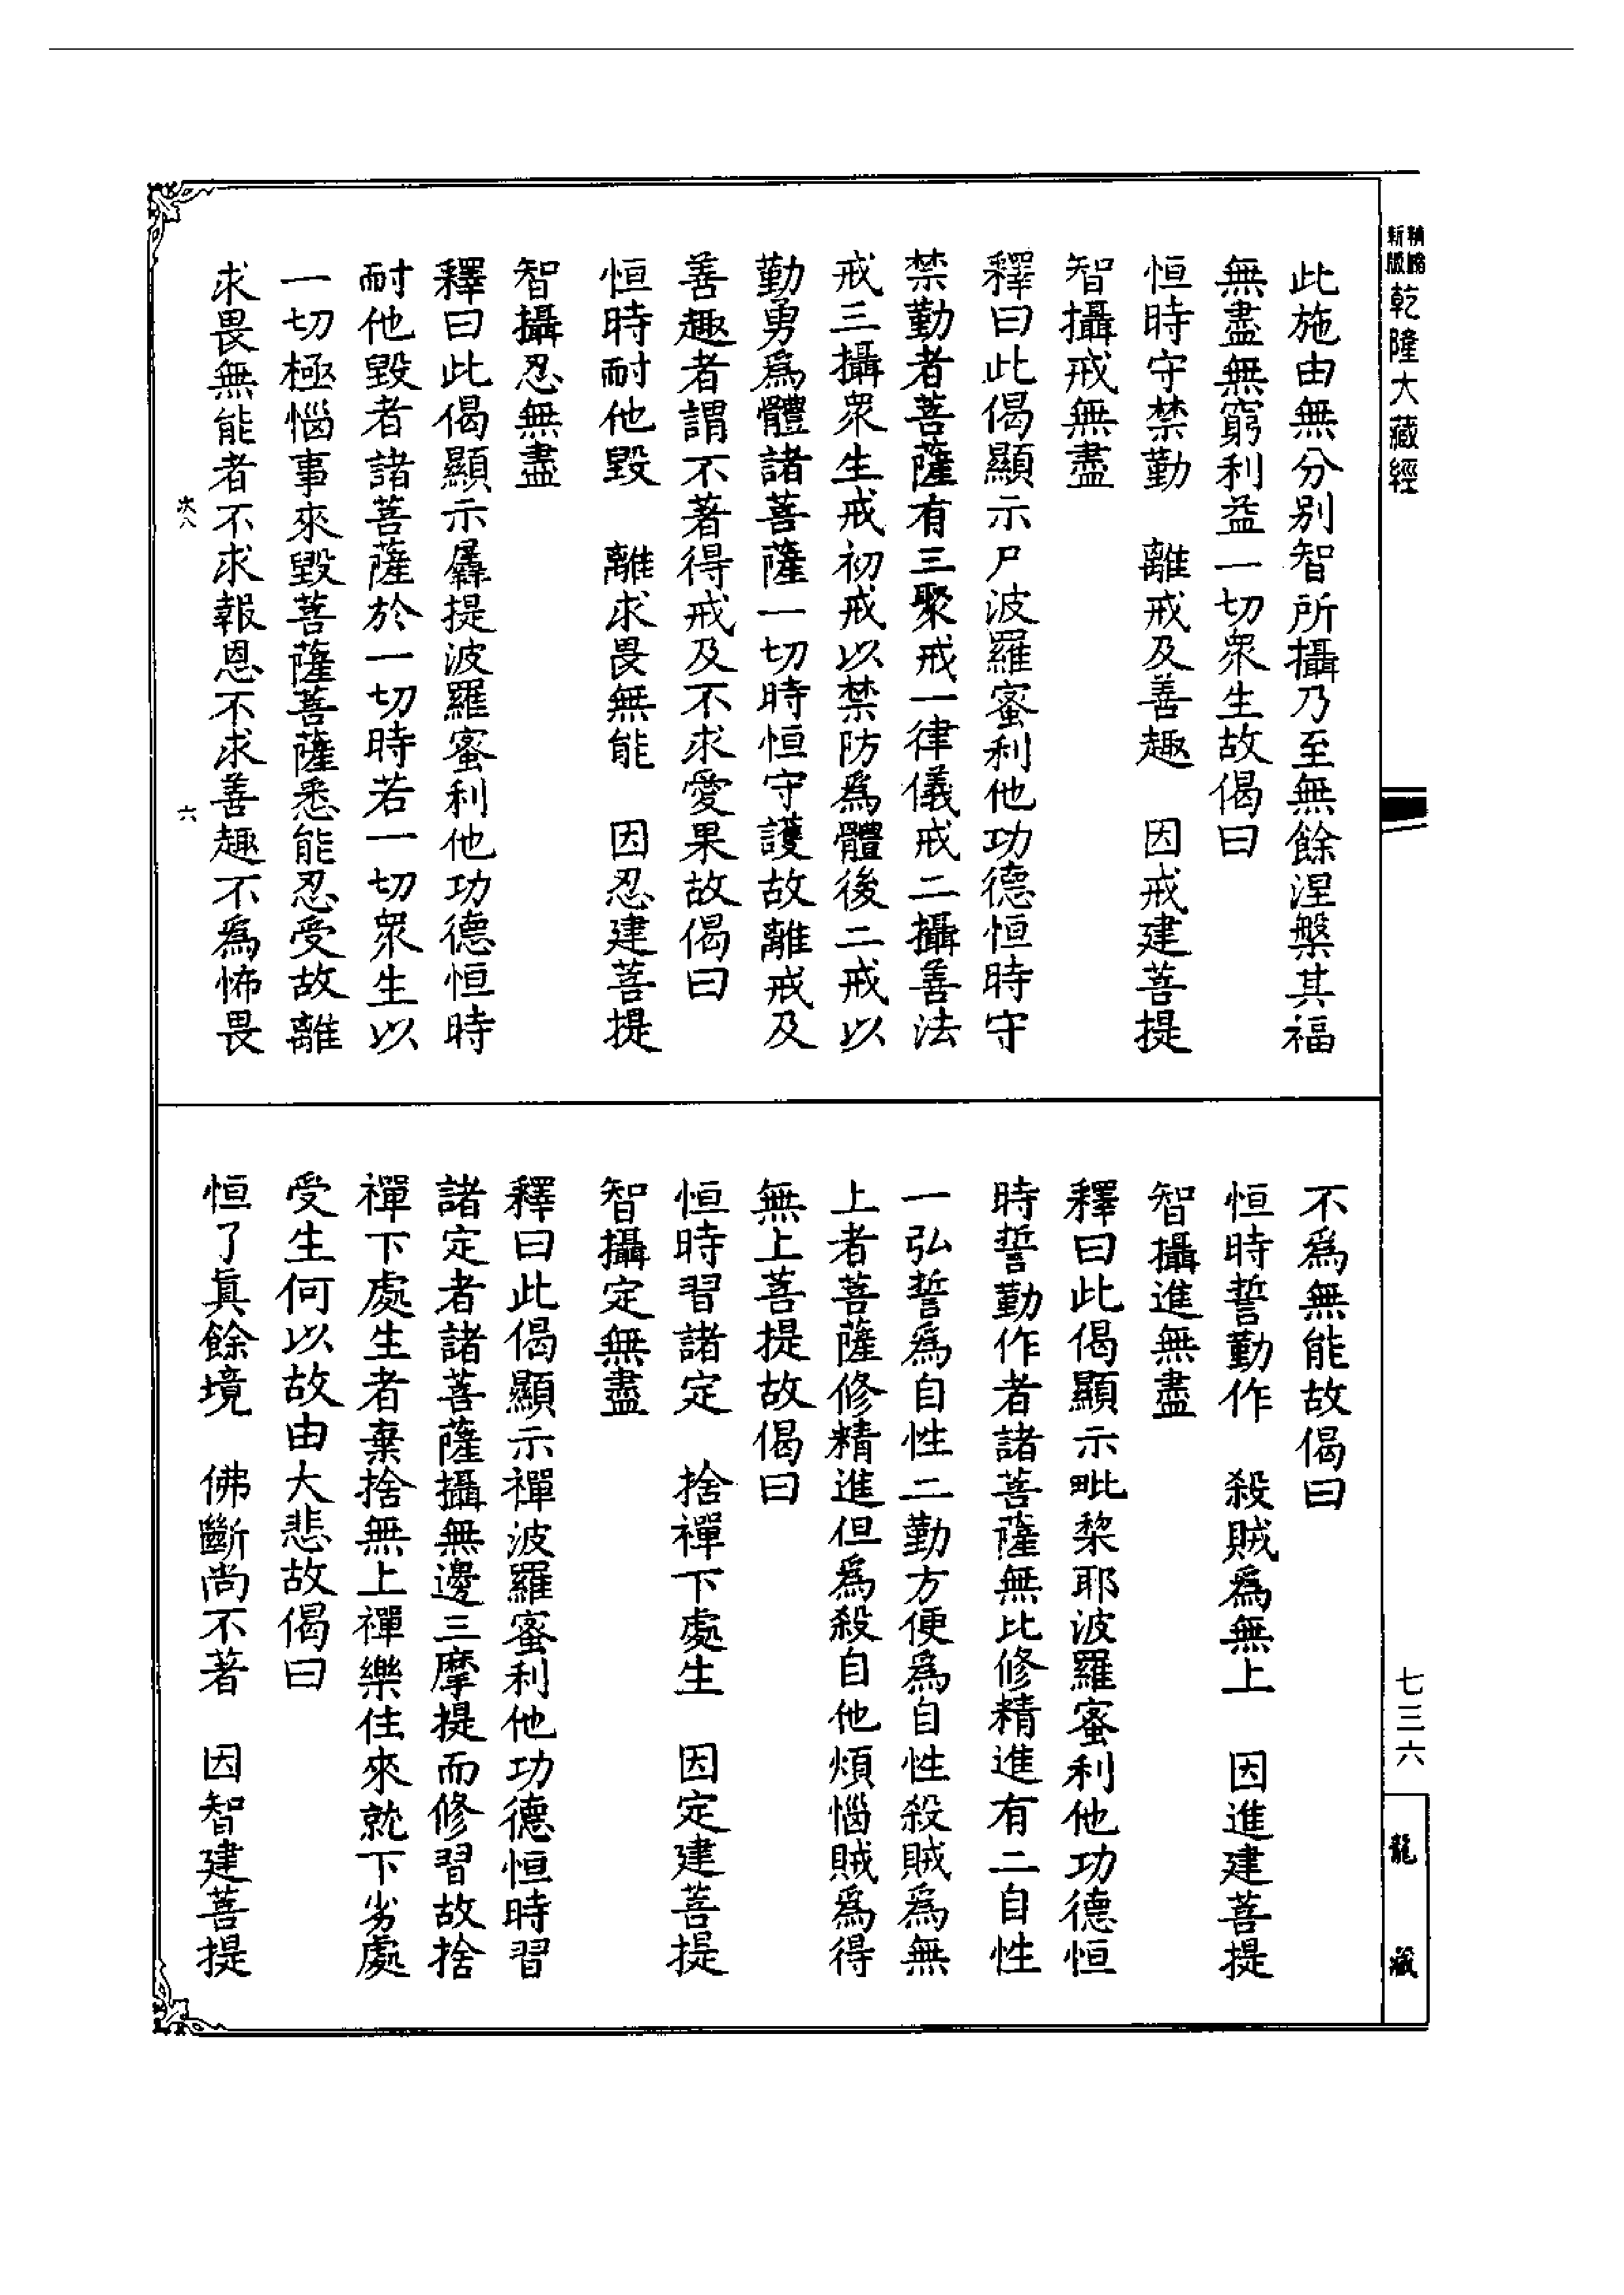 精縮
新版
乾隆大藏經
七三六
龍藏
此施由無分別智所攝乃至無餘涅槃其福
無盡無窮利益一切眾生故偈曰
恒時守禁勤　離戒及善趣　因戒建菩提
智攝戒無盡
釋曰此偈顯示尸波羅蜜利他功德恒時守
禁勤者菩薩有三聚戒一律儀戒二攝善法
戒三攝眾生戒初戒以禁防為體後二戒以
勤勇為體諸菩薩一切時恒守護故離戒及
善趣者謂不著得戒及不求愛果故偈曰
恒時耐他毀　離求畏無能　因忍建菩提
智攝忍無盡
釋曰此偈顯示羼提波羅蜜利他功德恒時
耐他毀者諸菩薩於一切時若一切眾生以
一切極惱事來毀菩薩菩薩悉能忍受故離
求畏無能者不求報恩不求善趣不為怖畏
六
不為無能故偈曰
恒時誓勤作　殺賊為無上　因進建菩提
智攝進無盡
釋曰此偈顯示毗梨耶波羅蜜利他功德恒
時誓勤作者諸菩薩無比修精進有二自性
一弘誓為自性二勤方便為自性殺賊為無
上者菩薩修精進但為殺自他煩惱賊為得
無上菩提故偈曰
恒時習諸定　捨禪下處生　因定建菩提
智攝定無盡
釋曰此偈顯示禪波羅蜜利他功德恒時習
諸定者諸菩薩攝無邊三摩提而修習故捨
禪下處生者棄捨無上禪樂住來就下劣處
受生何以故由大悲故偈曰
恒了真餘境　佛斷尚不著　因智建菩提